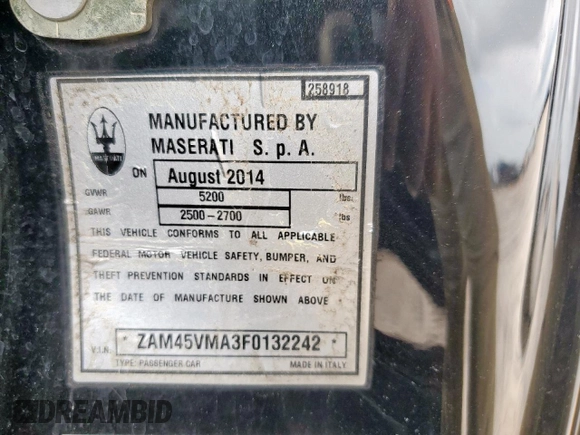 258918
MASERATI
MANUFACTURED BY
MASERATI S. p. A.
ON August 2014
GVWR 5200 lbs.
GAWR 2500-2700 lbs
THIS VEHICLE CONFORMS TO ALL APPLICABLE
FEDERAL MOTOR VEHICLE SAFETY, BUMPER, AND
THEFT PREVENTION STANDARDS IN EFFECT ON
THE DATE OF MANUFACTURE SHOWN ABOVE
V.I.N. ZAM45VMA3F0132242
TYPE: PASSENGER CAR MADE IN ITALY
DREAMBID